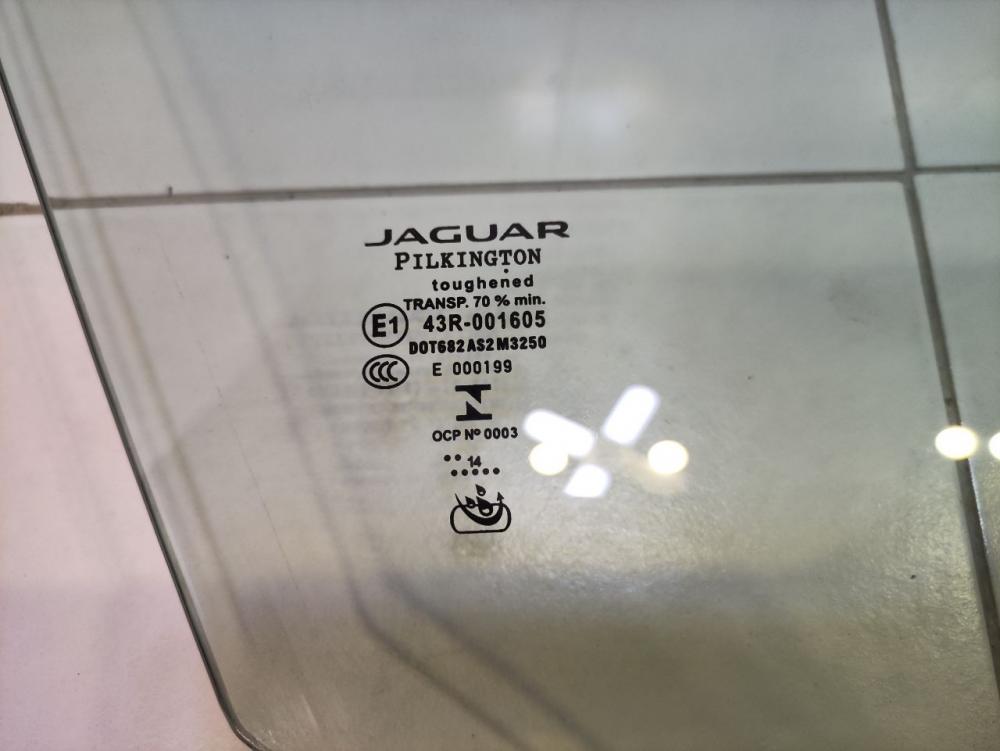 JAGUAR
PILKINGTON
toughened
TRANSP. 70 % min.
E1 43R-001605
DOT682 AS2 M3250
CCC E 000199
N
OCP Nº 0003
•• 14
•••••